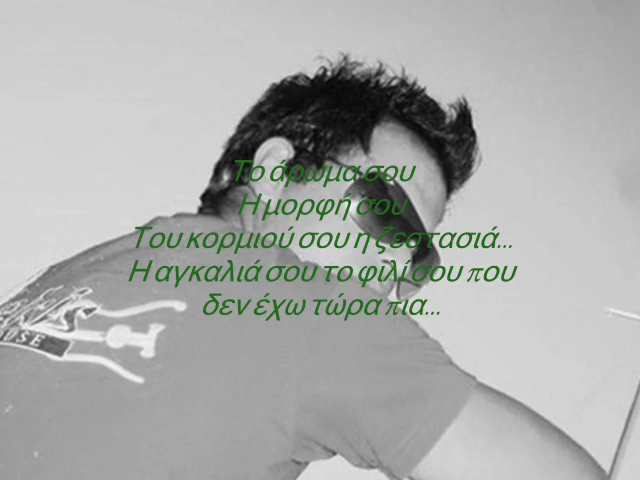 Το άρωμα σου
Η μορφή σου
Του κορμιού σου η ζεστασιά...
Η αγκαλιά σου το φιλί σου που
δεν έχω τώρα πια...
USE